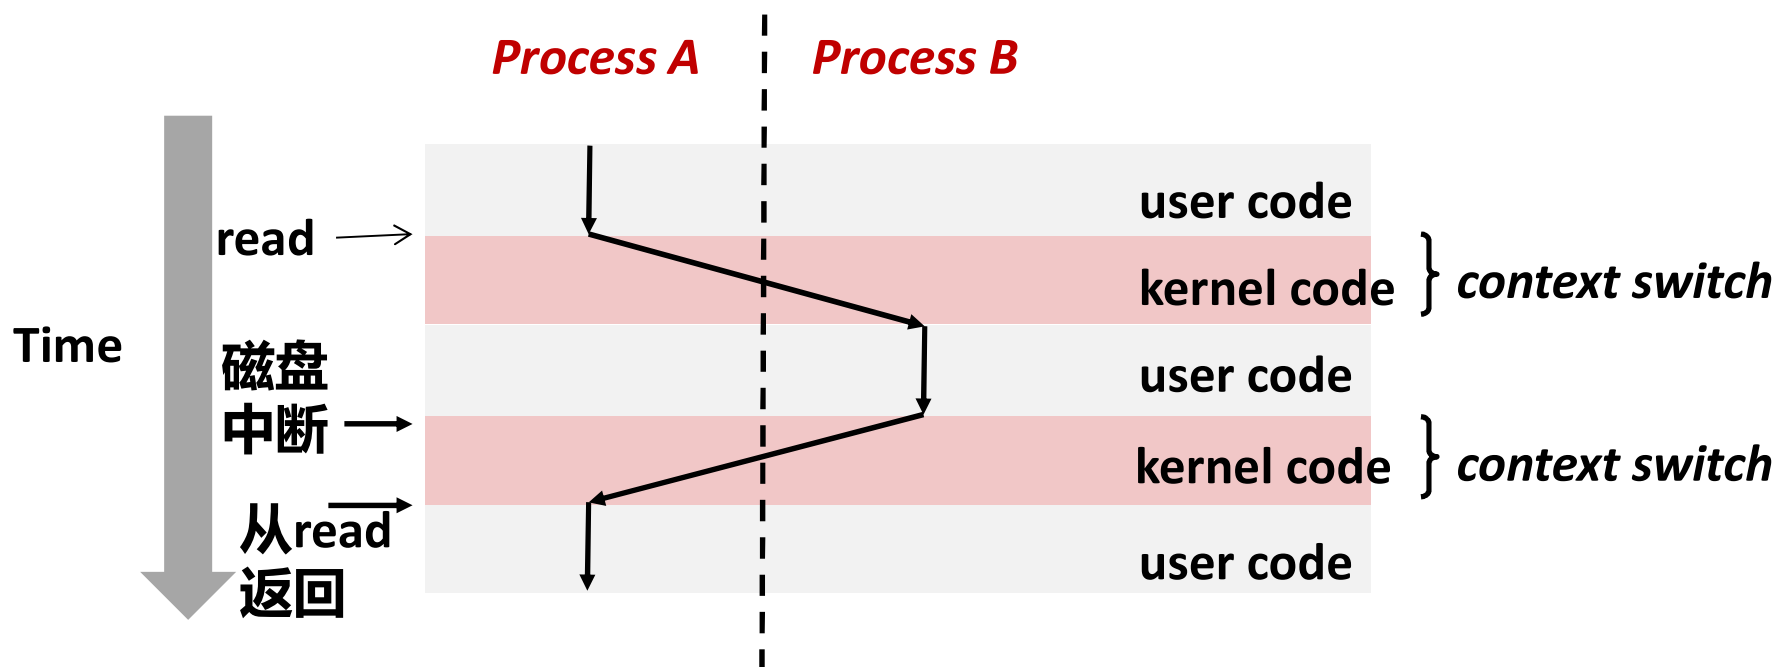 Process A
Process B
user code
read
kernel code
context switch
Time
磁盘
中断
user code
kernel code
context switch
从read
返回
user code